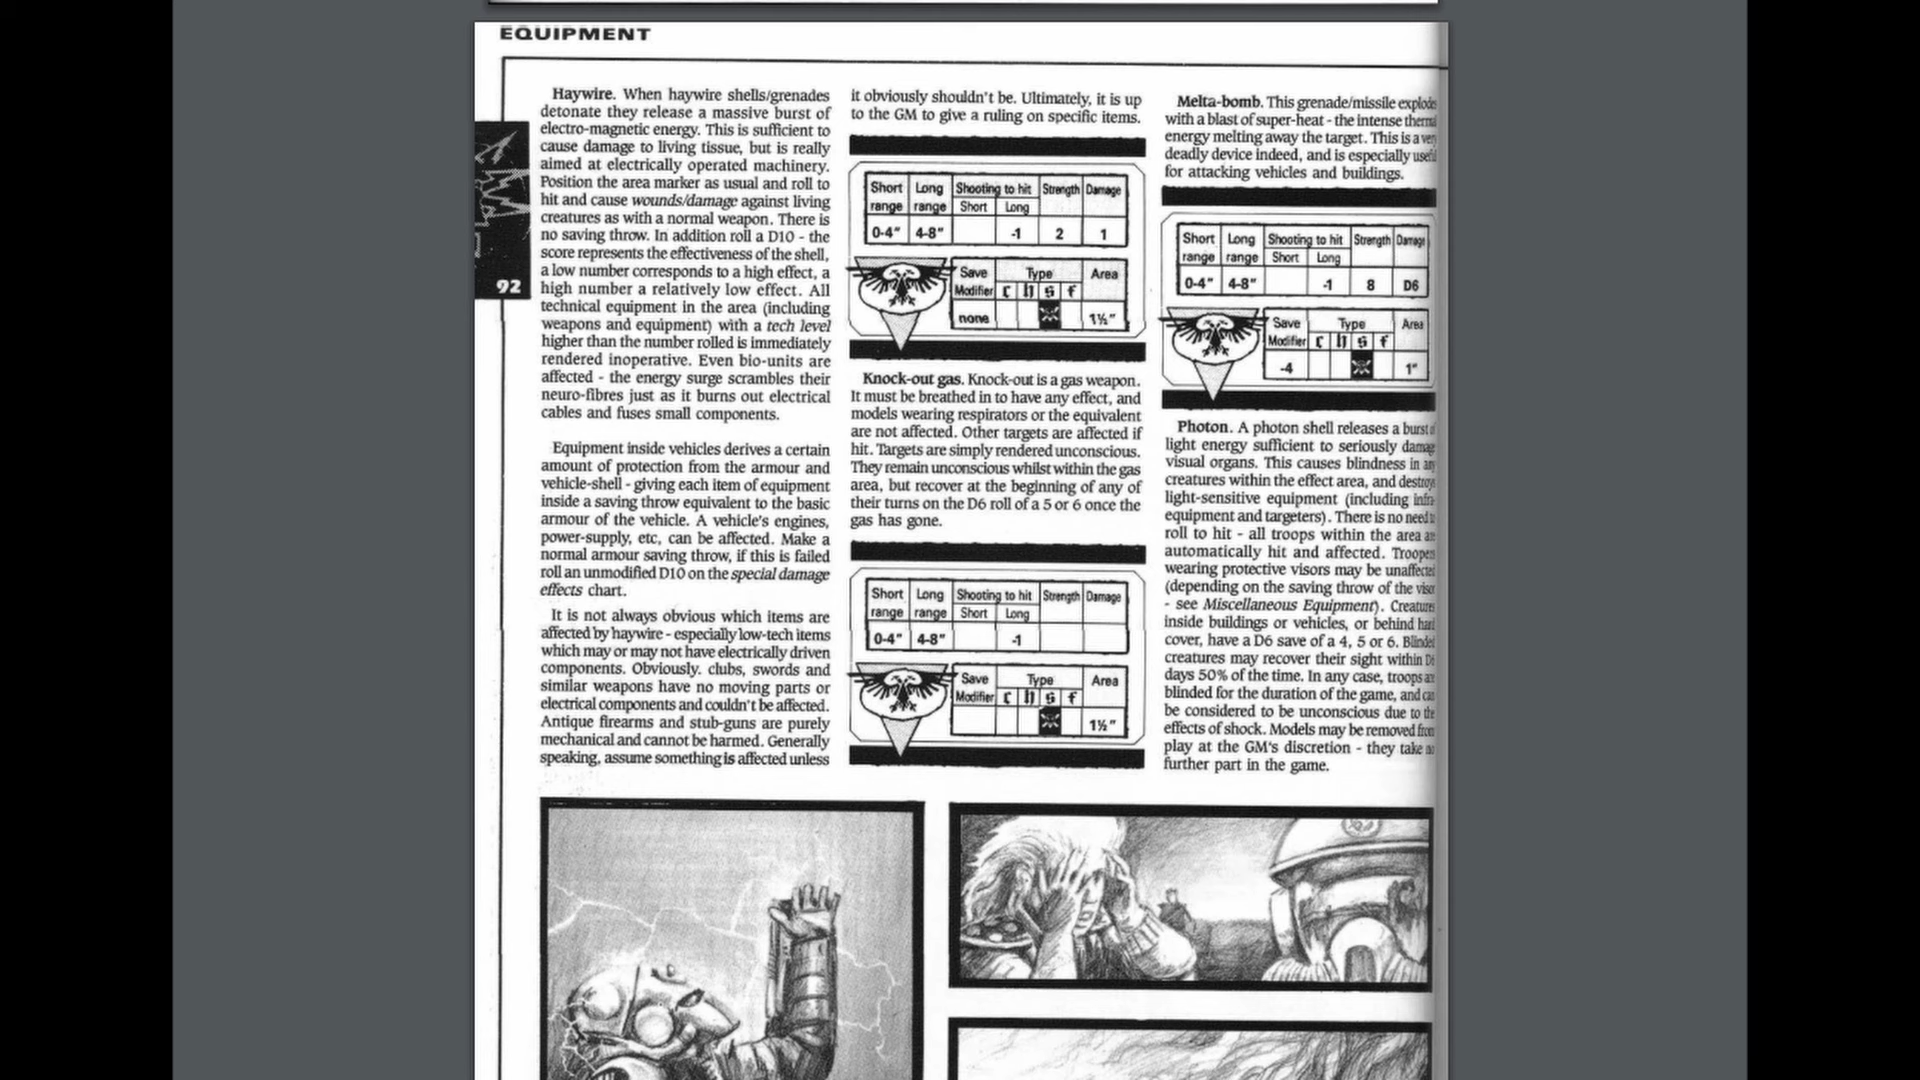 EQUIPMENT
92
Haywire. When haywire shells/grenades
detonate they release a massive burst of
electro-magnetic energy. This is sufficient to
cause damage to living tissue, but is really
aimed at electrically operated machinery.
Position the area marker as usual and roll to
hit and cause wounds/damage against living
creatures as with a normal weapon. There is
no saving throw. In addition roll a D10 - the
score represents the effectiveness of the shell,
a low number corresponds to a high effect, a
high number a relatively low effect. All
technical equipment in the area (including
weapons and equipment) with a tech level
higher than the number rolled is immediately
rendered inoperative. Even bio-units are
affected - the energy surge scrambles their
neuro-fibres just as it burns out electrical
cables and fuses small components.
Equipment inside vehicles derives a certain
amount of protection from the armour and
vehicle-shell - giving each item of equipment
inside a saving throw equivalent to the basic
armour of the vehicle. A vehicle's engines,
power-supply, etc, can be affected. Make a
normal armour saving throw, if this is failed
roll an unmodified D10 on the special damage
effects chart.
It is not always obvious which items are
affected by haywire - especially low-tech items
which may or may not have electrically driven
components. Obviously. clubs, swords and
similar weapons have no moving parts or
electrical components and couldn't be affected.
Antique firearms and stub-guns are purely
mechanical and cannot be harmed. Generally
speaking, assume something is affected unless
it obviously shouldn't be. Ultimately, it is up
to the GM to give a ruling on specific items.
Short Long Shooting to hit Strength Damage
range range Short Long
0-4" 4-8" -1 2 1
Save Type Area
Modifier c h s f
none 1½"
Knock-out gas. Knock-out is a gas weapon.
It must be breathed in to have any effect, and
models wearing respirators or the equivalent
are not affected. Other targets are affected if
hit. Targets are simply rendered unconscious.
They remain unconscious whilst within the gas
area, but recover at the beginning of any of
their turns on the D6 roll of a 5 or 6 once the
gas has gone.
Short Long Shooting to hit Strength Damage
range range Short Long
0-4" 4-8" -1
Save Type Area
Modifier c h s f
1½"
Melta-bomb. This grenade/missile explodes
with a blast of super-heat - the intense thermal
energy melting away the target. This is a very
deadly device indeed, and is especially useful
for attacking vehicles and buildings.
Short Long Shooting to hit Strength Damage
range range Short Long
0-4" 4-8" -1 8 D6
Save Type Area
Modifier c h s f
-4 1"
Photon. A photon shell releases a burst of
light energy sufficient to seriously damage
visual organs. This causes blindness in any
creatures within the effect area, and destroys
light-sensitive equipment (including infra-
equipment and targeters). There is no need to
roll to hit - all troops within the area are
automatically hit and affected. Troopers
wearing protective visors may be unaffected
(depending on the saving throw of the visor
- see Miscellaneous Equipment). Creatures
inside buildings or vehicles, or behind hard
cover, have a D6 save of a 4, 5 or 6. Blinded
creatures may recover their sight within D6
days 50% of the time. In any case, troops are
blinded for the duration of the game, and can
be considered to be unconscious due to the
effects of shock. Models may be removed from
play at the GM's discretion - they take no
further part in the game.